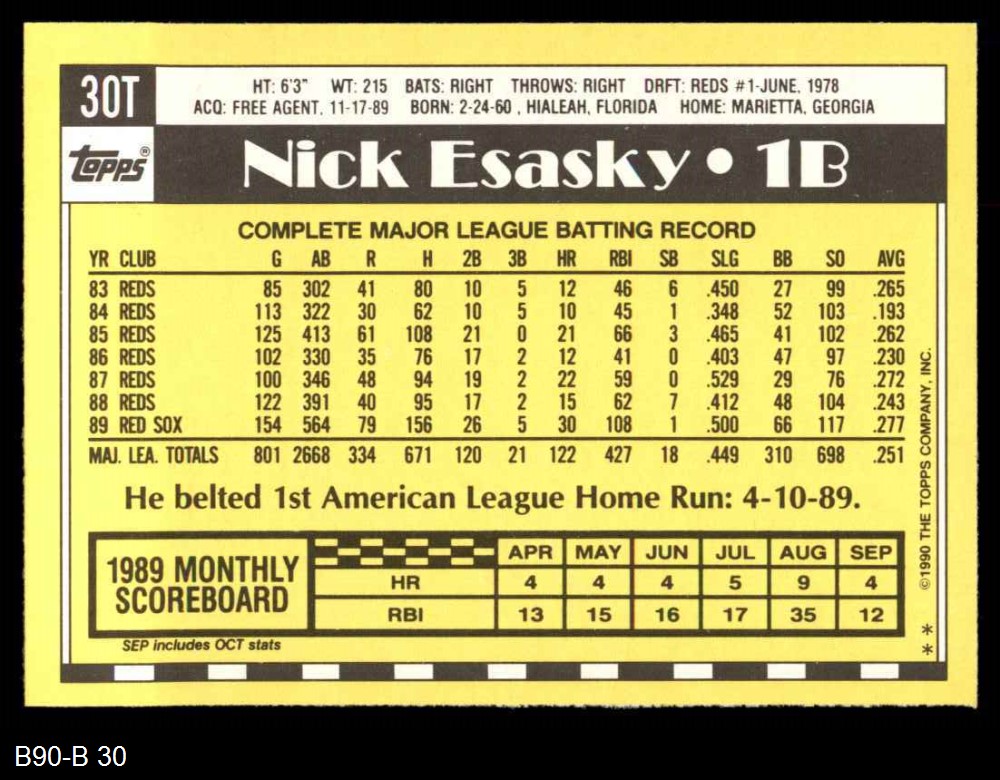 30T
HT: 6'3" WT: 215 BATS: RIGHT THROWS: RIGHT DRFT: REDS #1-JUNE, 1978
ACQ: FREE AGENT, 11-17-89 BORN: 2-24-60 , HIALEAH, FLORIDA HOME: MARIETTA, GEORGIA
topps® Nick Esasky • 1B
COMPLETE MAJOR LEAGUE BATTING RECORD
YR CLUB G AB R H 2B 3B HR RBI SB SLG BB SO AVG
83 REDS 85 302 41 80 10 5 12 46 6 .450 27 99 .265
84 REDS 113 322 30 62 10 5 10 45 1 .348 52 103 .193
85 REDS 125 413 61 108 21 0 21 66 3 .465 41 102 .262
86 REDS 102 330 35 76 17 2 12 41 0 .403 47 97 .230
87 REDS 100 346 48 94 19 2 22 59 0 .529 29 76 .272
88 REDS 122 391 40 95 17 2 15 62 7 .412 48 104 .243
89 RED SOX 154 564 79 156 26 5 30 108 1 .500 66 117 .277
MAJ. LEA. TOTALS 801 2668 334 671 120 21 122 427 18 .449 310 698 .251
He belted 1st American League Home Run: 4-10-89.
1989 MONTHLY SCOREBOARD
APR MAY JUN JUL AUG SEP
HR 4 4 4 5 9 4
RBI 13 15 16 17 35 12
SEP includes OCT stats
** ©1990 THE TOPPS COMPANY, INC.
B90-B 30